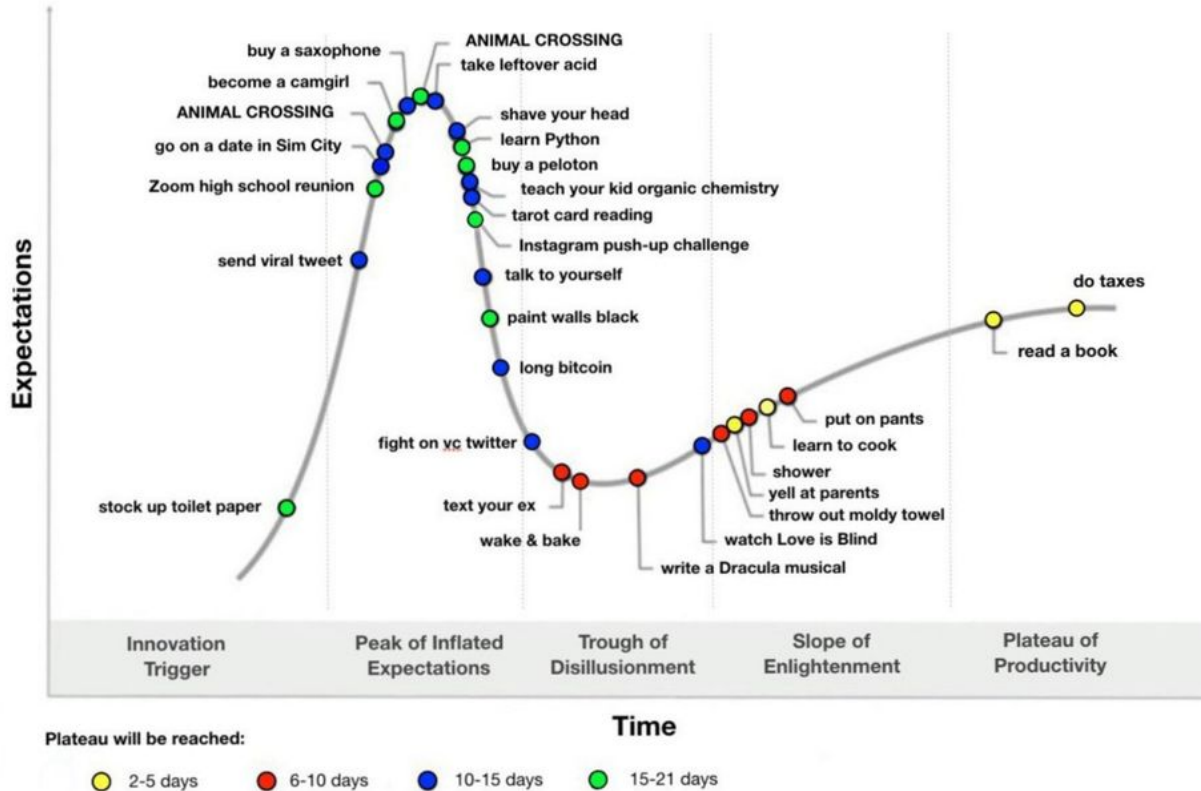 Expectations
buy a saxophone
become a camgirl
ANIMAL CROSSING
go on a date in Sim City
Zoom high school reunion
send viral tweet
stock up toilet paper
ANIMAL CROSSING
take leftover acid
shave your head
learn Python
buy a peloton
teach your kid organic chemistry
tarot card reading
Instagram push-up challenge
talk to yourself
paint walls black
long bitcoin
fight on vc twitter
text your ex
wake & bake
write a Dracula musical
watch Love is Blind
throw out moldy towel
yell at parents
shower
learn to cook
put on pants
read a book
do taxes
Innovation
Trigger
Peak of Inflated
Expectations
Trough of
Disillusionment
Slope of
Enlightenment
Plateau of
Productivity
Time
Plateau will be reached:
2-5 days
6-10 days
10-15 days
15-21 days